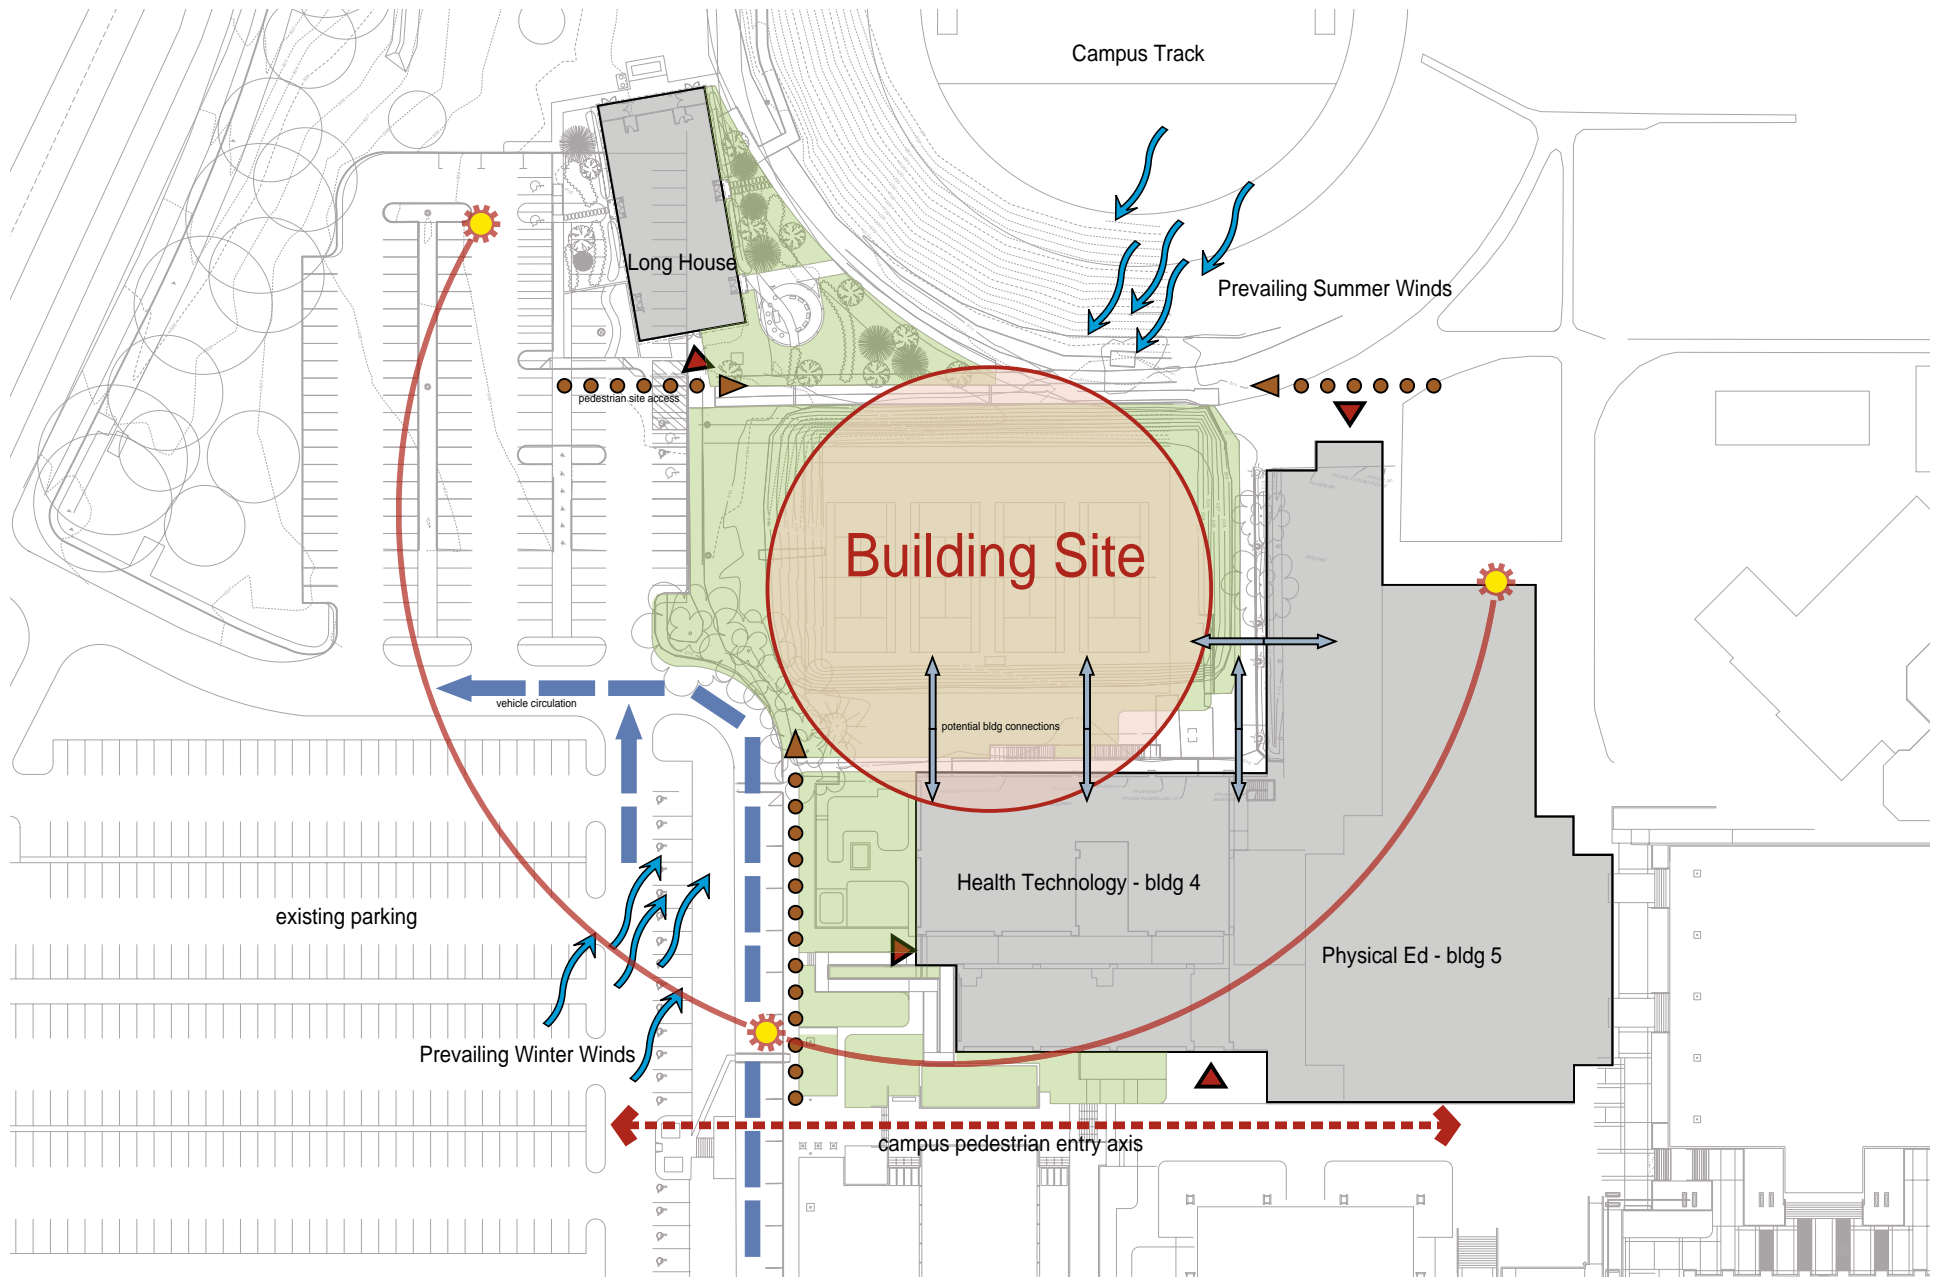 Campus Track
Long House
Prevailing Summer Winds
pedestrian site access
Building Site
vehicle circulation
potential bldg connections
Health Technology - bldg 4
existing parking
Physical Ed - bldg 5
Prevailing Winter Winds
campus pedestrian entry axis